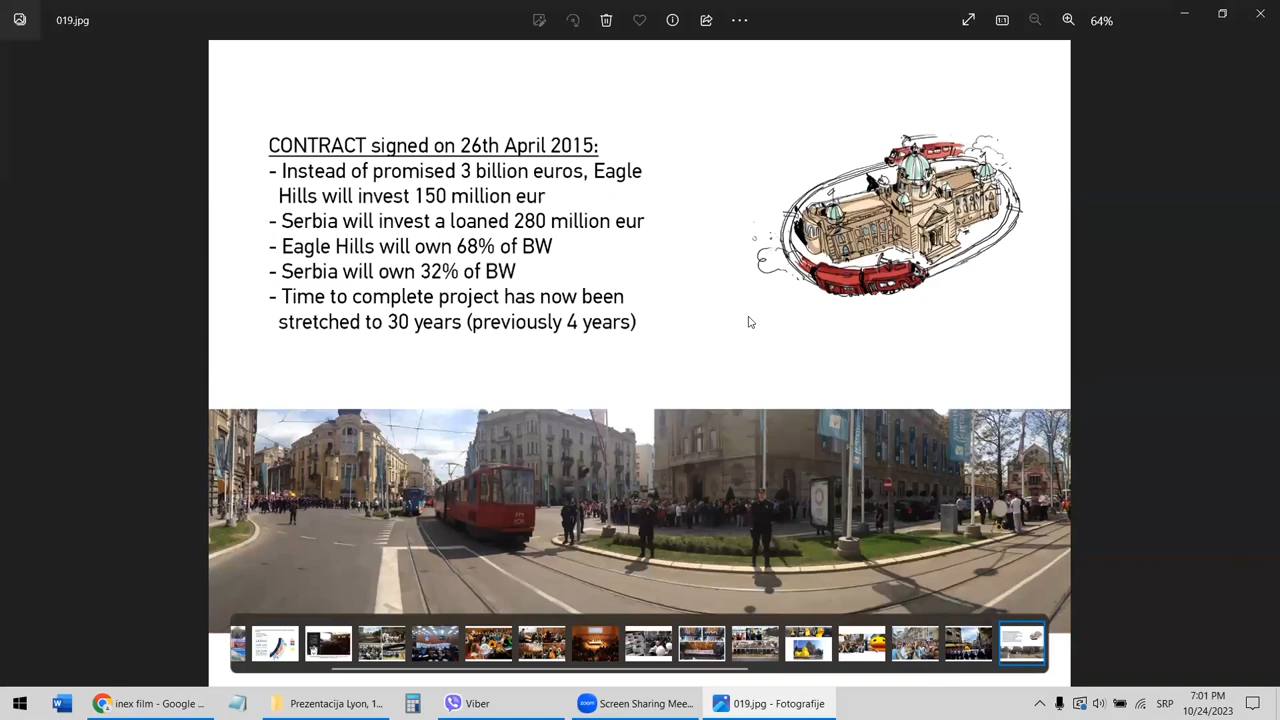 019.jpg
64%
CONTRACT signed on 26th April 2015:
- Instead of promised 3 billion euros, Eagle
Hills will invest 150 million eur
- Serbia will invest a loaned 280 million eur
- Eagle Hills will own 68% of BW
- Serbia will own 32% of BW
- Time to complete project has now been
stretched to 30 years (previously 4 years)
inex film - Google ...
Prezentacija Lyon, 1...
Viber
Screen Sharing Mee...
019.jpg - Fotografije
SRP
7:01 PM
10/24/2023